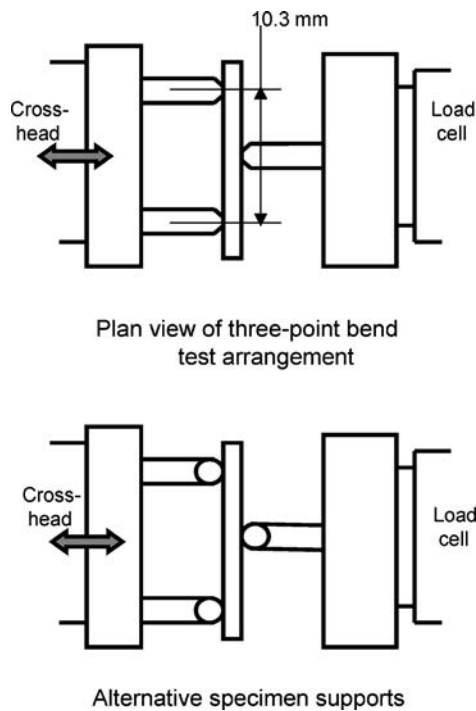 10.3 mm
Cross-
head
Load
cell
Plan view of three-point bend
test arrangement
Cross-
head
Load
cell
Alternative specimen supports